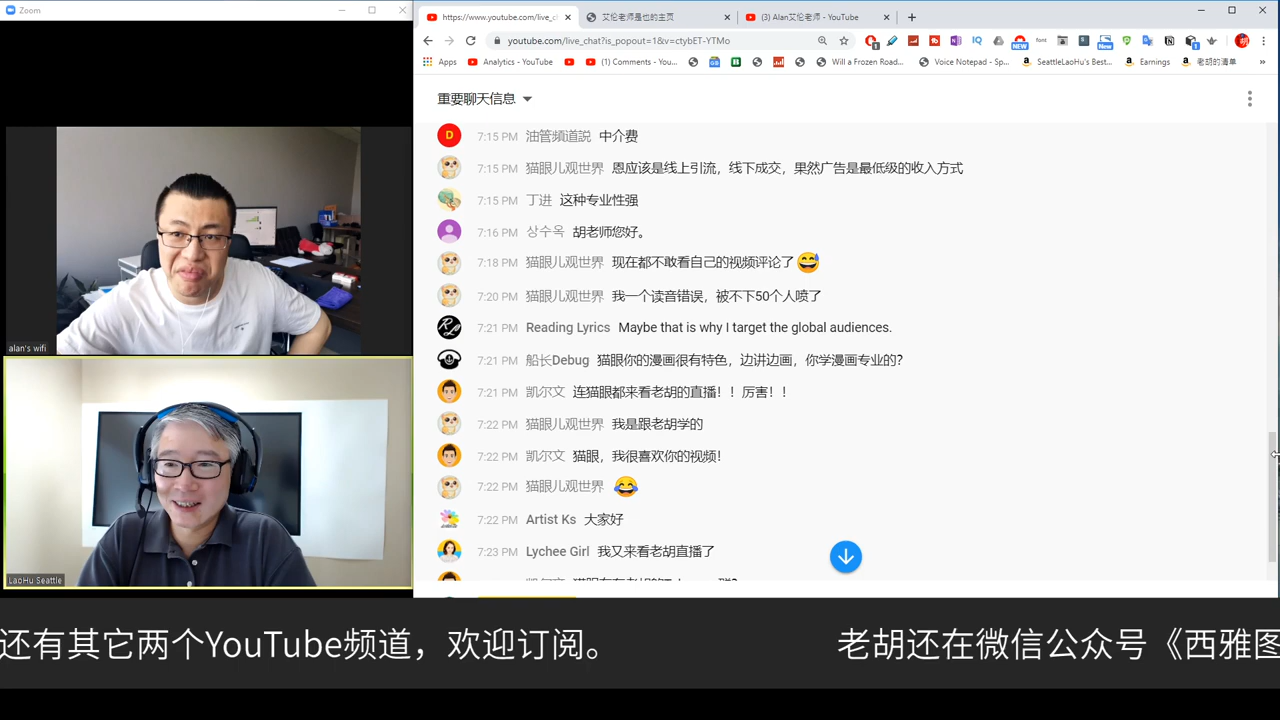 Zoom
https://www.youtube.com/live_c
艾伦老师是也的主页
(3) Alan艾伦老师 - YouTube
youtube.com/live_chat?is_popout=1&v=ctybET-YTMo
Apps
Analytics - YouTube
(1) Comments - You...
Will a Frozen Road...
Voice Notepad - Sp...
SeattleLaoHu's Best...
Earnings
老胡的清单
重要聊天信息
7:15 PM 油管頻道説 中介费
7:15 PM 猫眼儿观世界 恩应该是线上引流，线下成交，果然广告是最低级的收入方式
7:15 PM 丁进 这种专业性强
7:16 PM 상수옥 胡老师您好。
7:18 PM 猫眼儿观世界 现在都不敢看自己的视频评论了😅
7:20 PM 猫眼儿观世界 我一个读音错误，被不下50个人喷了
7:21 PM Reading Lyrics Maybe that is why I target the global audiences.
7:21 PM 船长Debug 猫眼你的漫画很有特色，边讲边画，你学漫画专业的?
7:21 PM 凯尔文 连猫眼都来看老胡的直播！！厉害！！
7:22 PM 猫眼儿观世界 我是跟老胡学的
7:22 PM 凯尔文 猫眼，我很喜欢你的视频！
7:22 PM 猫眼儿观世界 😂
7:22 PM Artist Ks 大家好
7:23 PM Lychee Girl 我又来看老胡直播了
alan's wifi
LaoHu Seattle
还有其它两个YouTube频道，欢迎订阅。
老胡还在微信公众号《西雅图